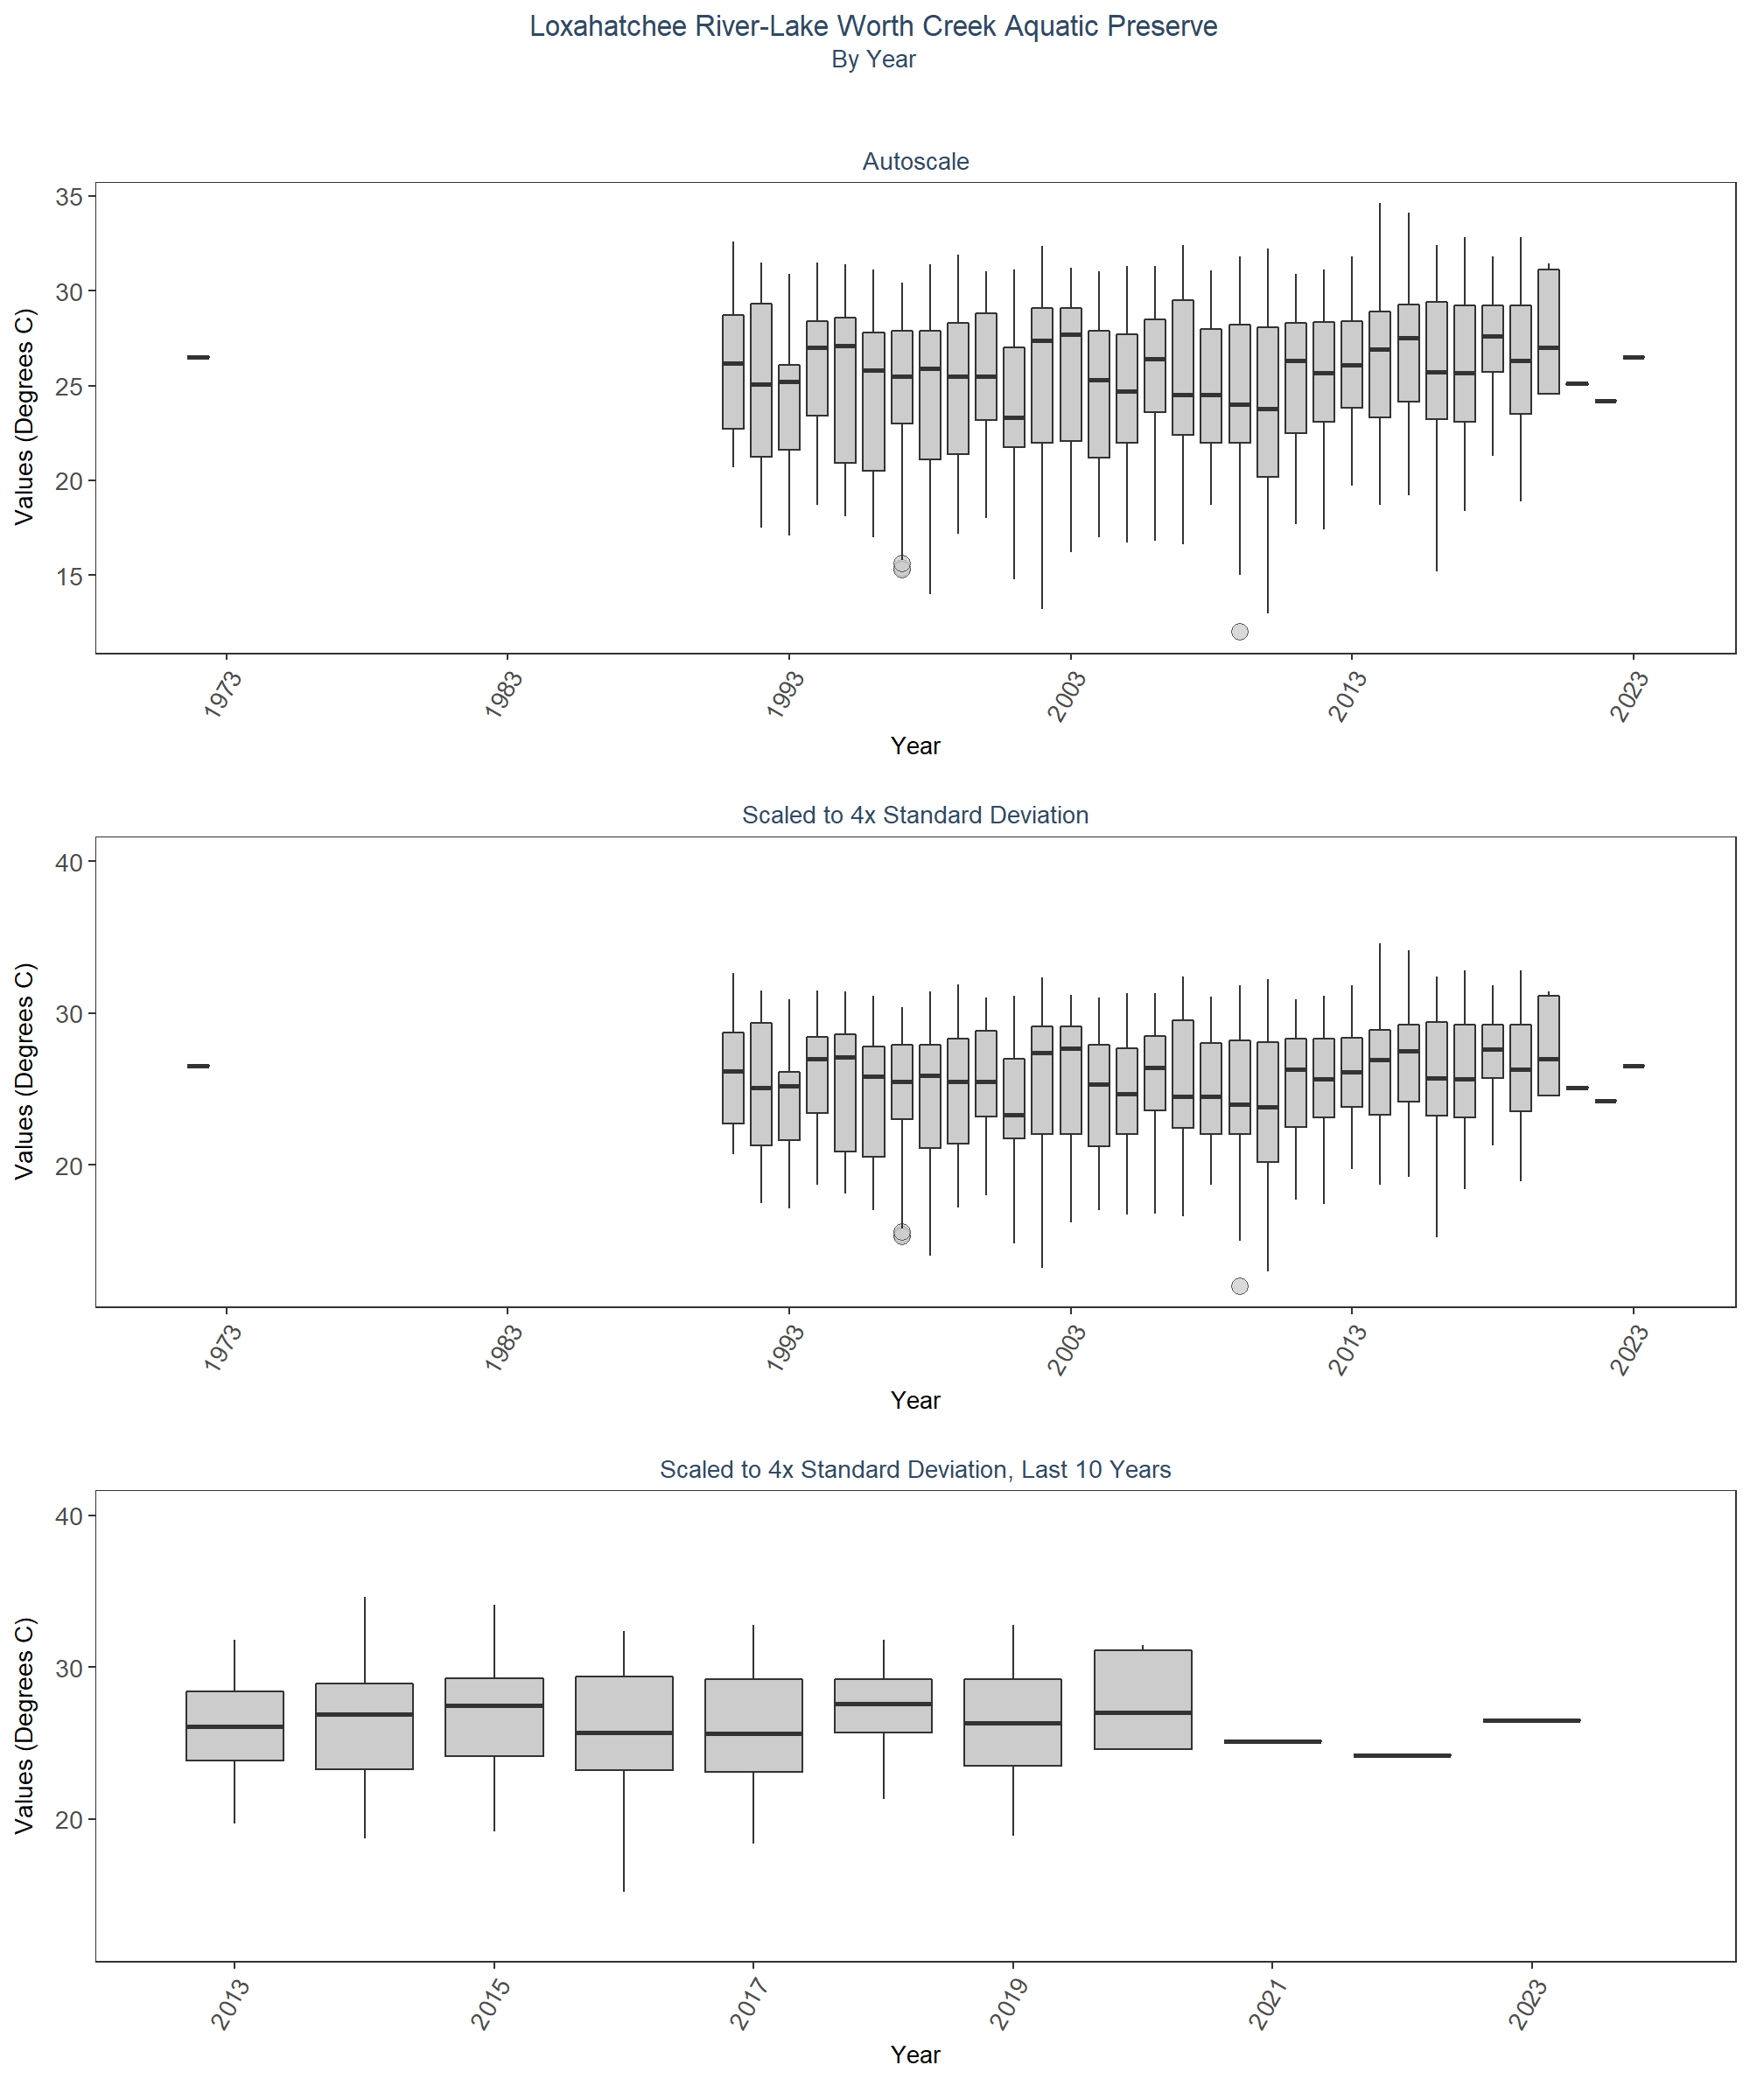 Loxahatchee River-Lake Worth Creek Aquatic Preserve
By Year
Autoscale
35
30
25
20
15
Values (Degrees C)
1973
1983
1993
2003
2013
2023
Year
Scaled to 4x Standard Deviation
40
30
20
Values (Degrees C)
1973
1983
1993
2003
2013
2023
Year
Scaled to 4x Standard Deviation, Last 10 Years
40
30
20
Values (Degrees C)
2013
2015
2017
2019
2021
2023
Year